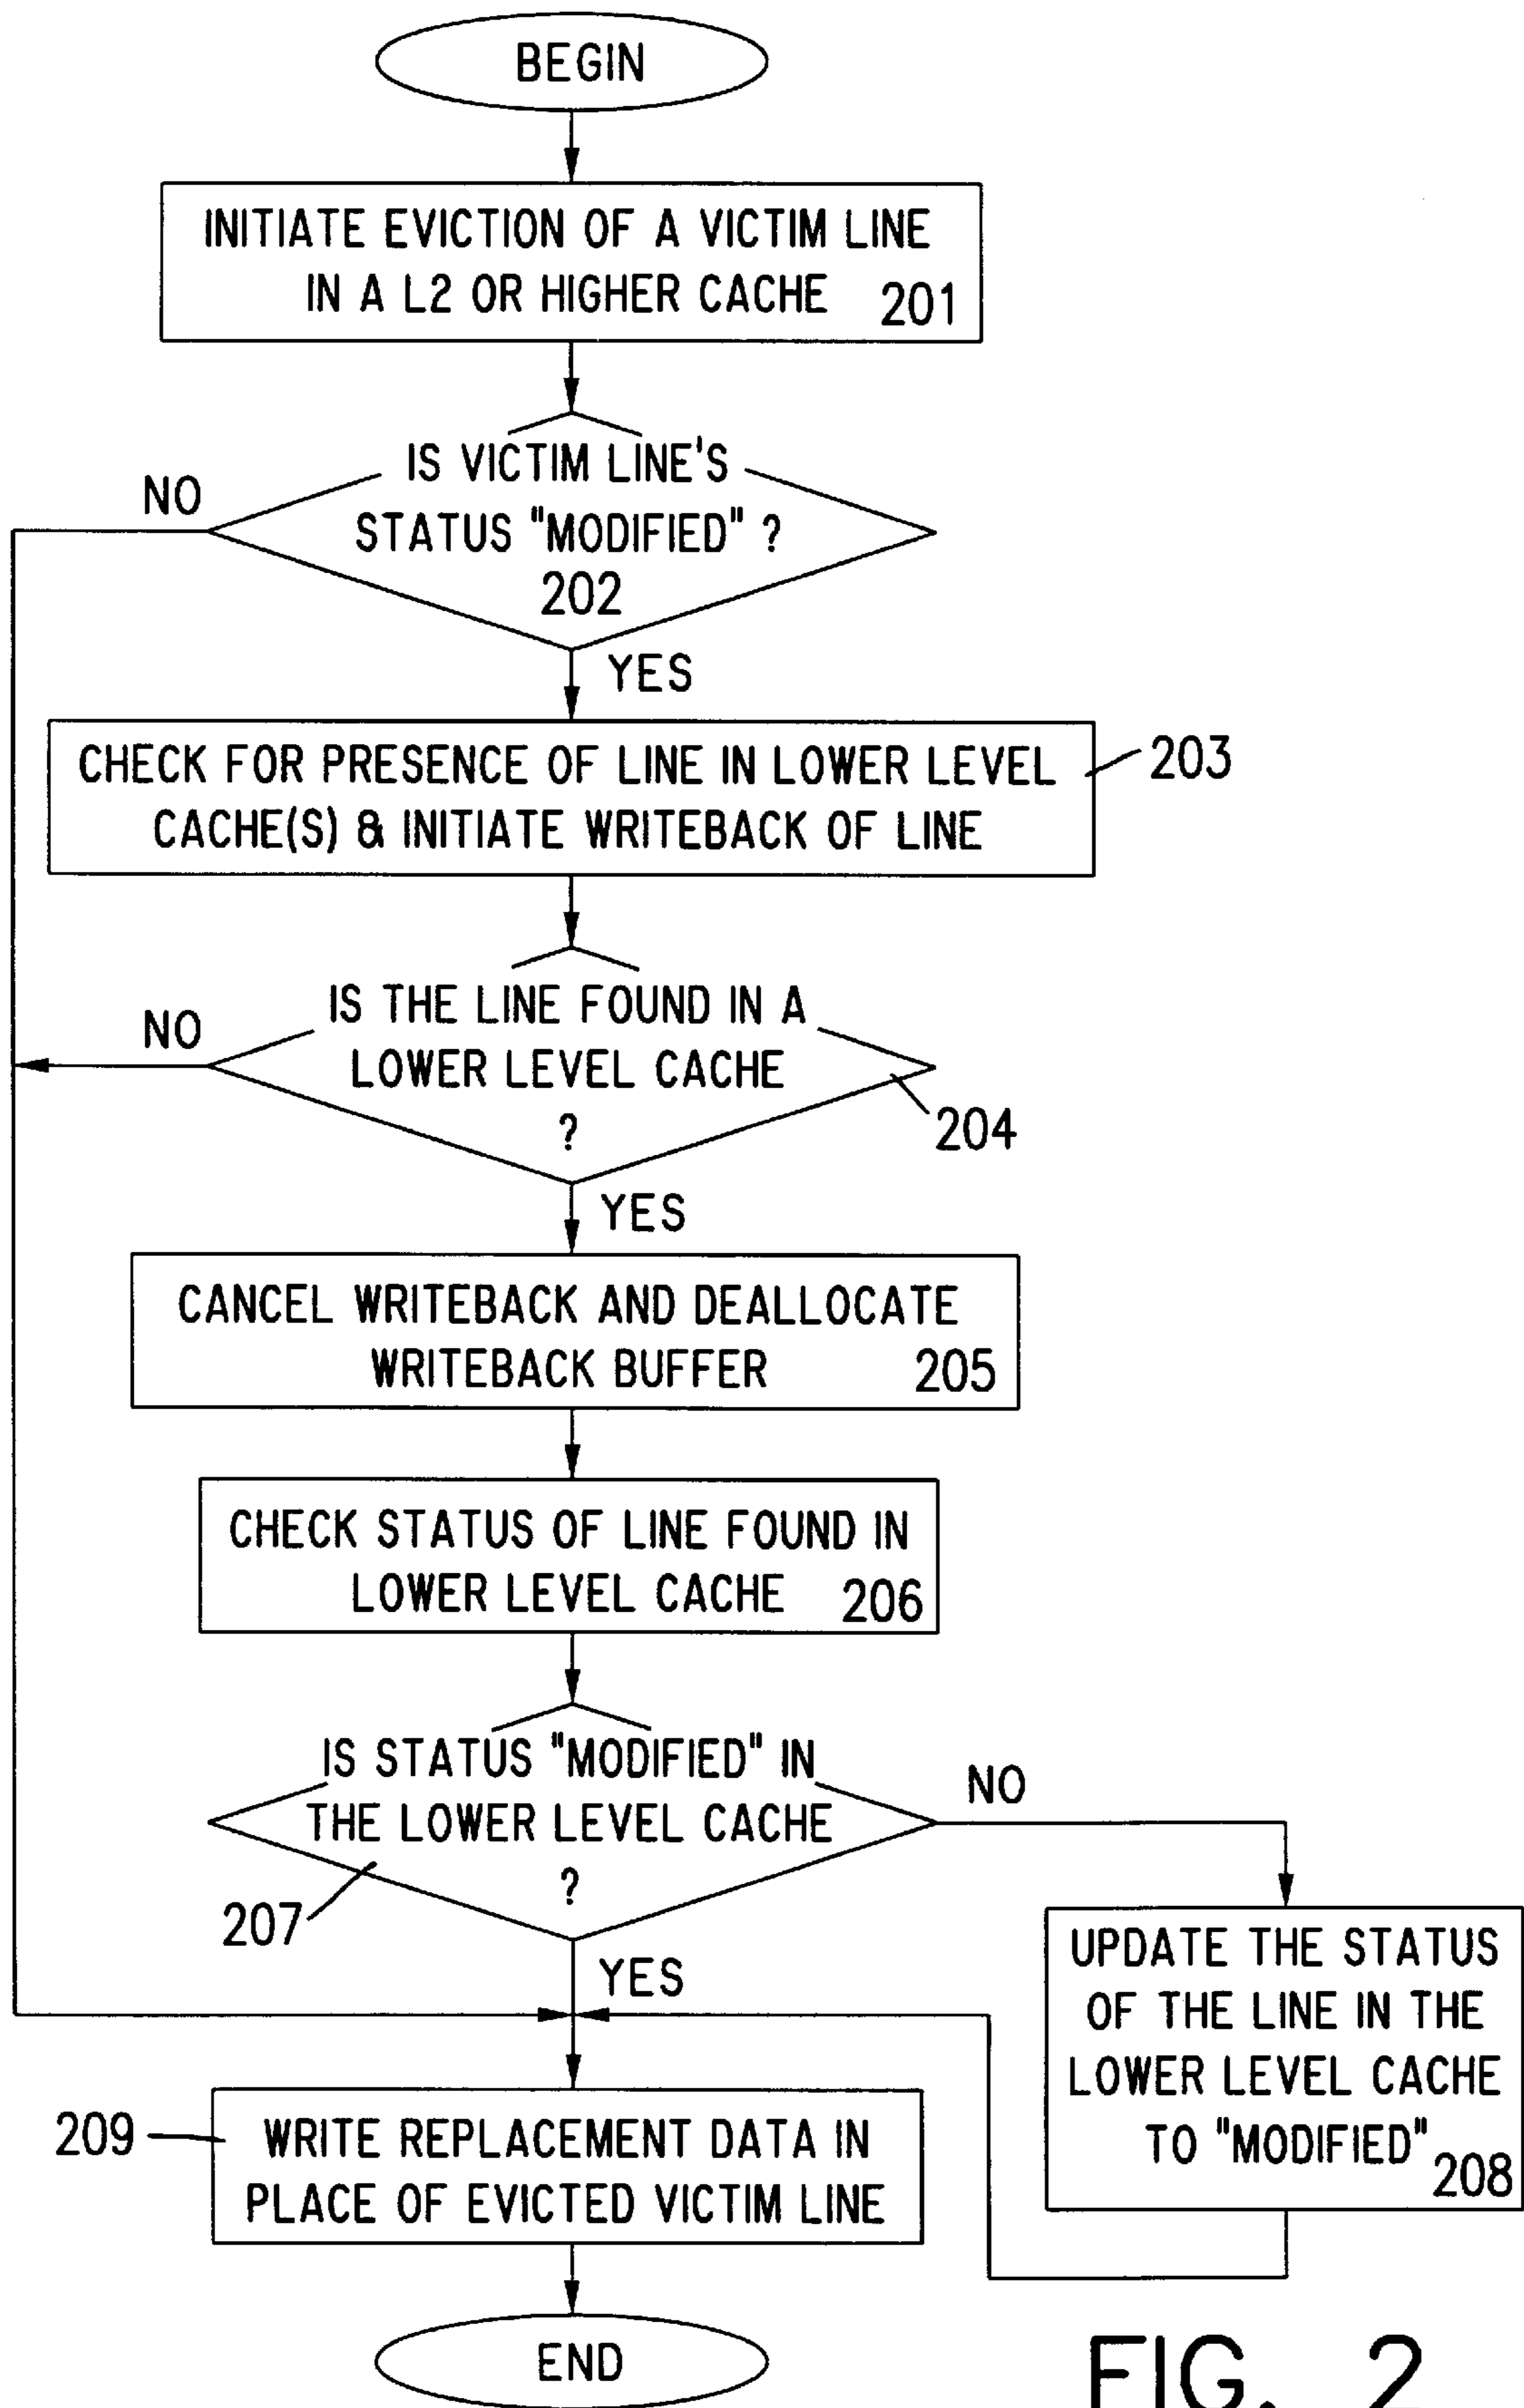 BEGIN
INITIATE EVICTION OF A VICTIM LINE
IN A L2 OR HIGHER CACHE 201
IS VICTIM LINE'S
STATUS "MODIFIED" ?
202
NO
YES
CHECK FOR PRESENCE OF LINE IN LOWER LEVEL
CACHE(S) & INITIATE WRITEBACK OF LINE
203
IS THE LINE FOUND IN A
LOWER LEVEL CACHE
?
NO
204
YES
CANCEL WRITEBACK AND DEALLOCATE
WRITEBACK BUFFER 205
CHECK STATUS OF LINE FOUND IN
LOWER LEVEL CACHE 206
IS STATUS "MODIFIED" IN
THE LOWER LEVEL CACHE
?
NO
207
YES
UPDATE THE STATUS
OF THE LINE IN THE
LOWER LEVEL CACHE
TO "MODIFIED"
208
209
WRITE REPLACEMENT DATA IN
PLACE OF EVICTED VICTIM LINE
END
FIG. 2